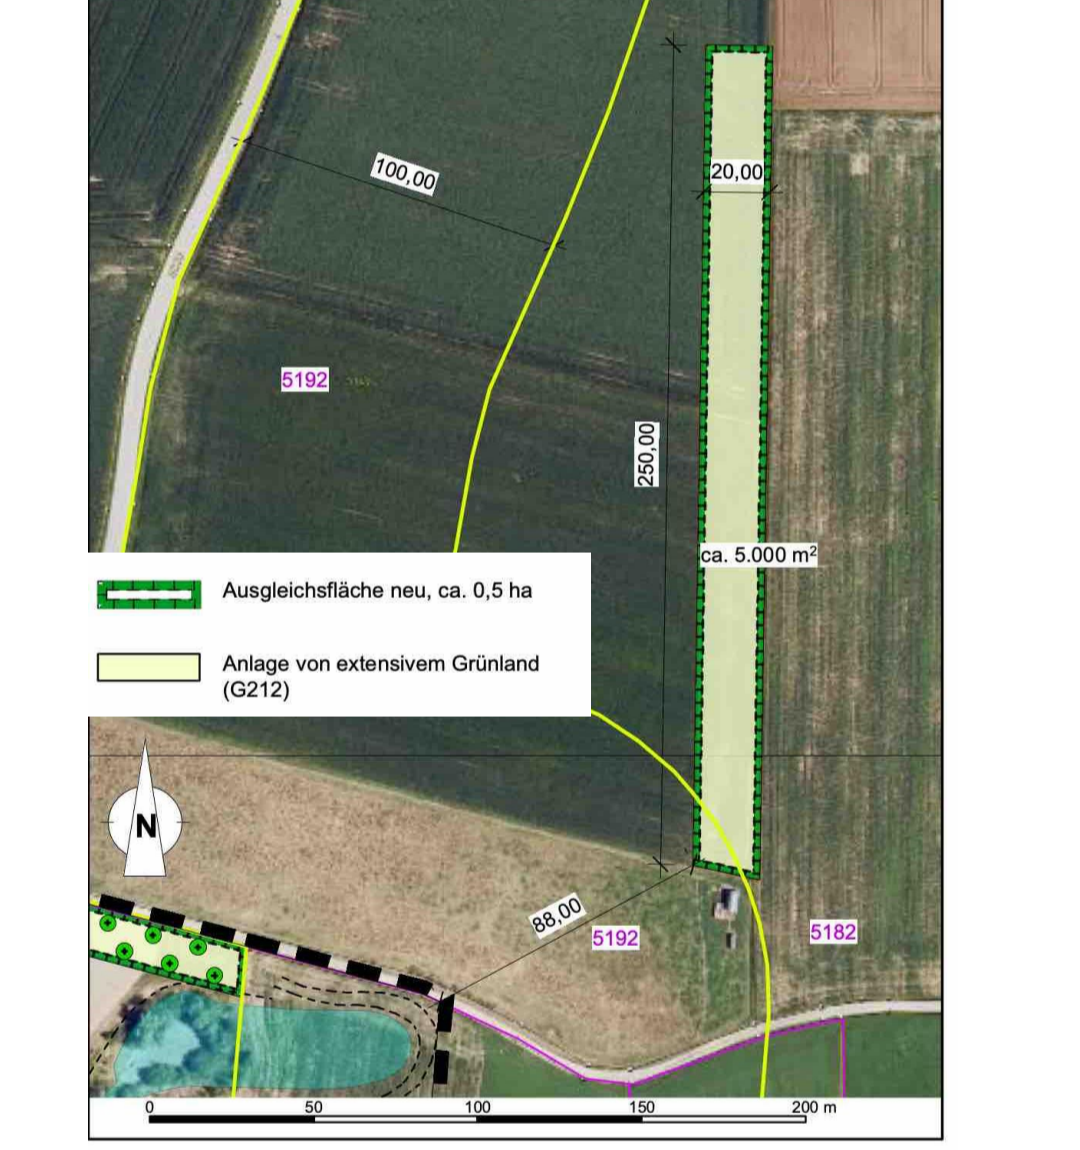 100,00
20,00
5192
250,00
ca. 5.000 m²
Ausgleichsfläche neu, ca. 0,5 ha
Anlage von extensivem Grünland
(G212)
N
88,00
5192
5182
0 50 100 150 200 m